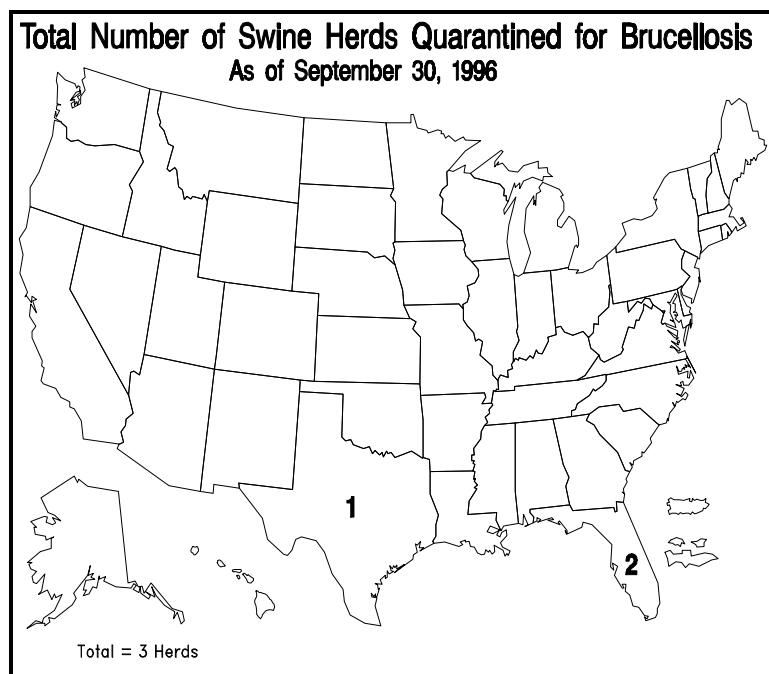 Total Number of Swine Herds Quarantined for Brucellosis
As of September 30, 1996
1
2
Total = 3 Herds